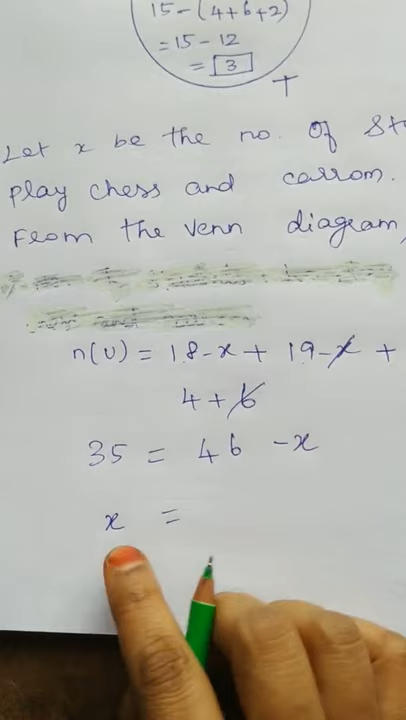 15 - (4+6+2)
= 15 - 12
= 3
T
Let x be the no. Of
play chess and carrom.
From the venn diagram,
n(U) = 18 - x + 19 - x +
4 + 6
35 = 46 - x
x =